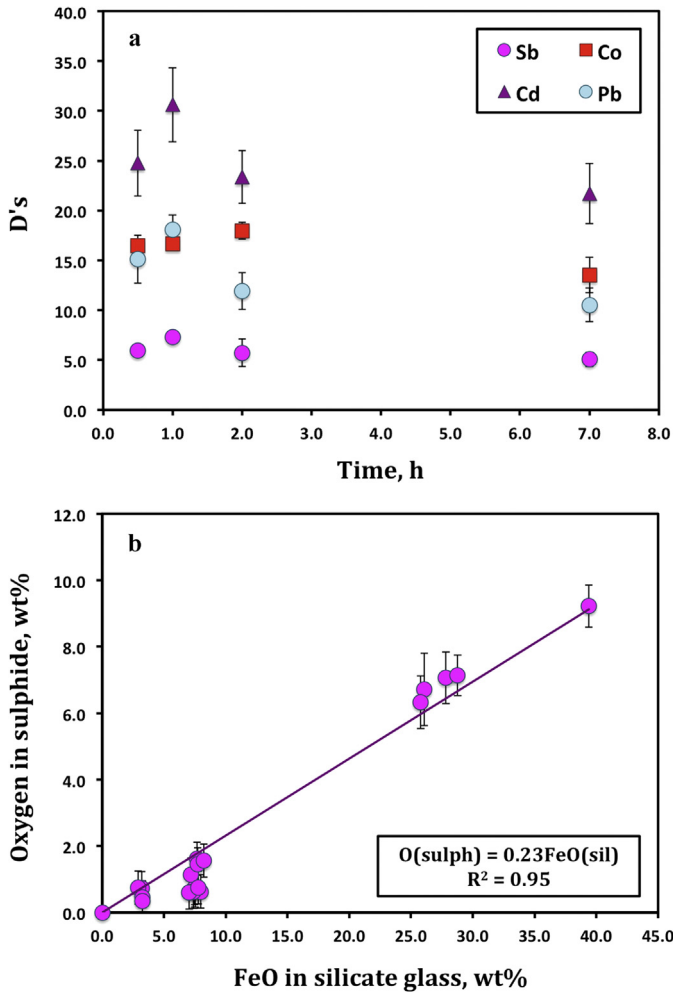 40.0
35.0
30.0
25.0
20.0
15.0
10.0
5.0
0.0
D's
a
Sb Co
Cd Pb
0.0 1.0 2.0 3.0 4.0 5.0 6.0 7.0 8.0
Time, h
12.0
10.0
8.0
6.0
4.0
2.0
0.0
Oxygen in sulphide, wt%
b
O(sulph) = 0.23FeO(sil)
R² = 0.95
0.0 5.0 10.0 15.0 20.0 25.0 30.0 35.0 40.0 45.0
FeO in silicate glass, wt%